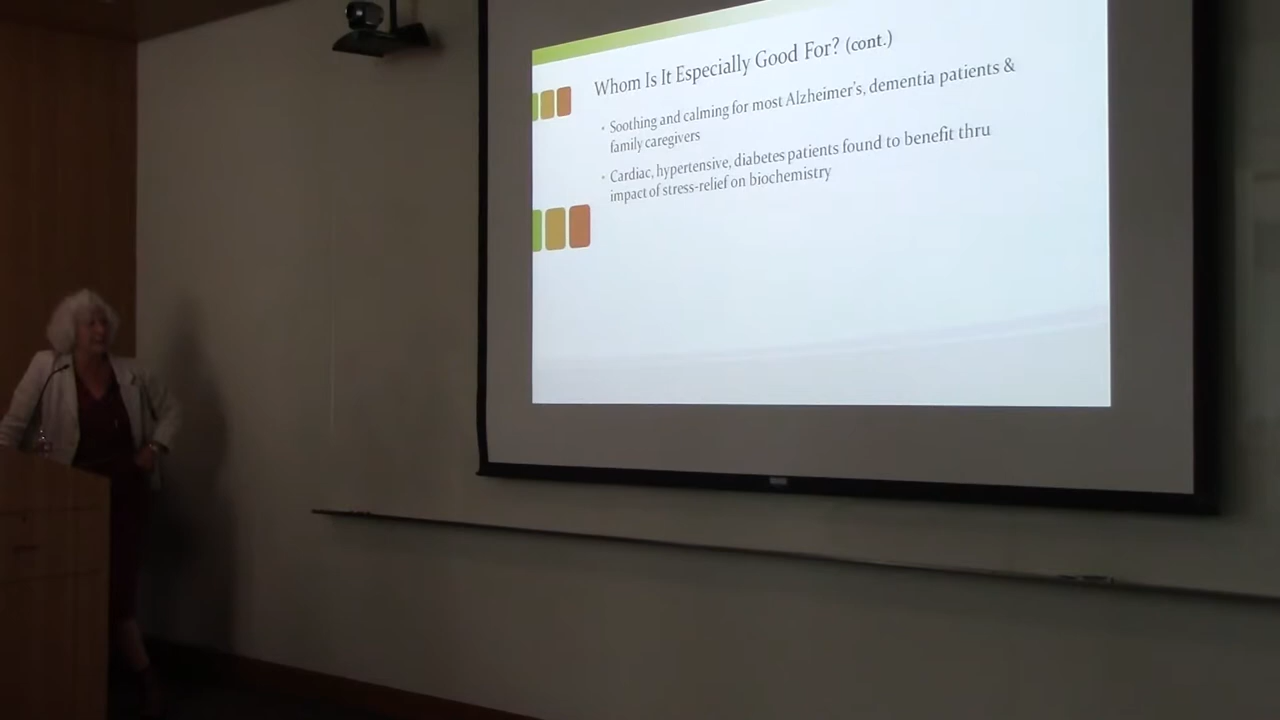 Whom Is It Especially Good For? (cont.)
• Soothing and calming for most Alzheimer's, dementia patients &
family caregivers
• Cardiac, hypertensive, diabetes patients found to benefit thru
impact of stress-relief on biochemistry